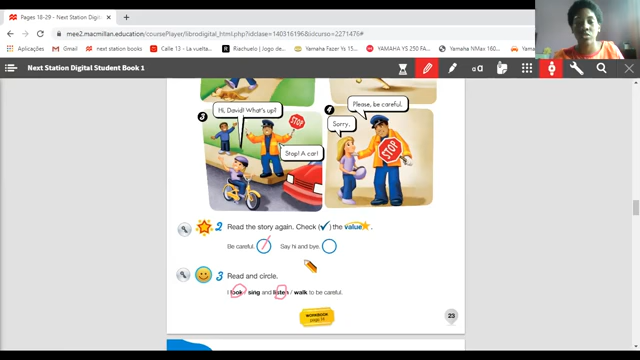 Pages 18-29 - Next Station Digital
mee2.macmillan.education/coursePlayer/librodigital_html.php?idclase=1403161968&idcurso=2271476#
Aplicações
Gmail
next station books
Calle 13 - La vuelta...
Riachuelo | Jogo de...
Yamaha Fazer Ys 15...
YAMAHA YS 250 FA...
Yamaha NMax 160...
Next Station Digital Student Book 1
3
Hi, David! What's up?
STOP
Stop! A car!
4
Please, be careful.
Sorry.
STOP
2 Read the story again. Check (✓) the value.
Be careful. Say hi and bye.
3 Read and circle.
I look / sing and listen / walk to be careful.
WORKBOOK
23